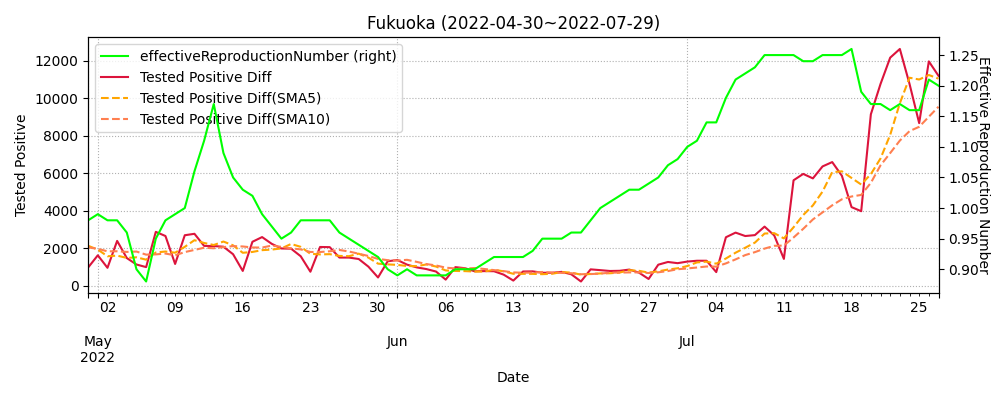 Fukuoka (2022-04-30~2022-07-29)
effectiveReproductionNumber (right)
Tested Positive Diff
Tested Positive Diff(SMA5)
Tested Positive Diff(SMA10)
Tested Positive
12000
10000
8000
6000
4000
2000
0
Effective Reproduction Number
1.25
1.20
1.15
1.10
1.05
1.00
0.95
0.90
02 09 16 23 30 06 13 20 27 04 11 18 25
May Jun Jul
2022
Date